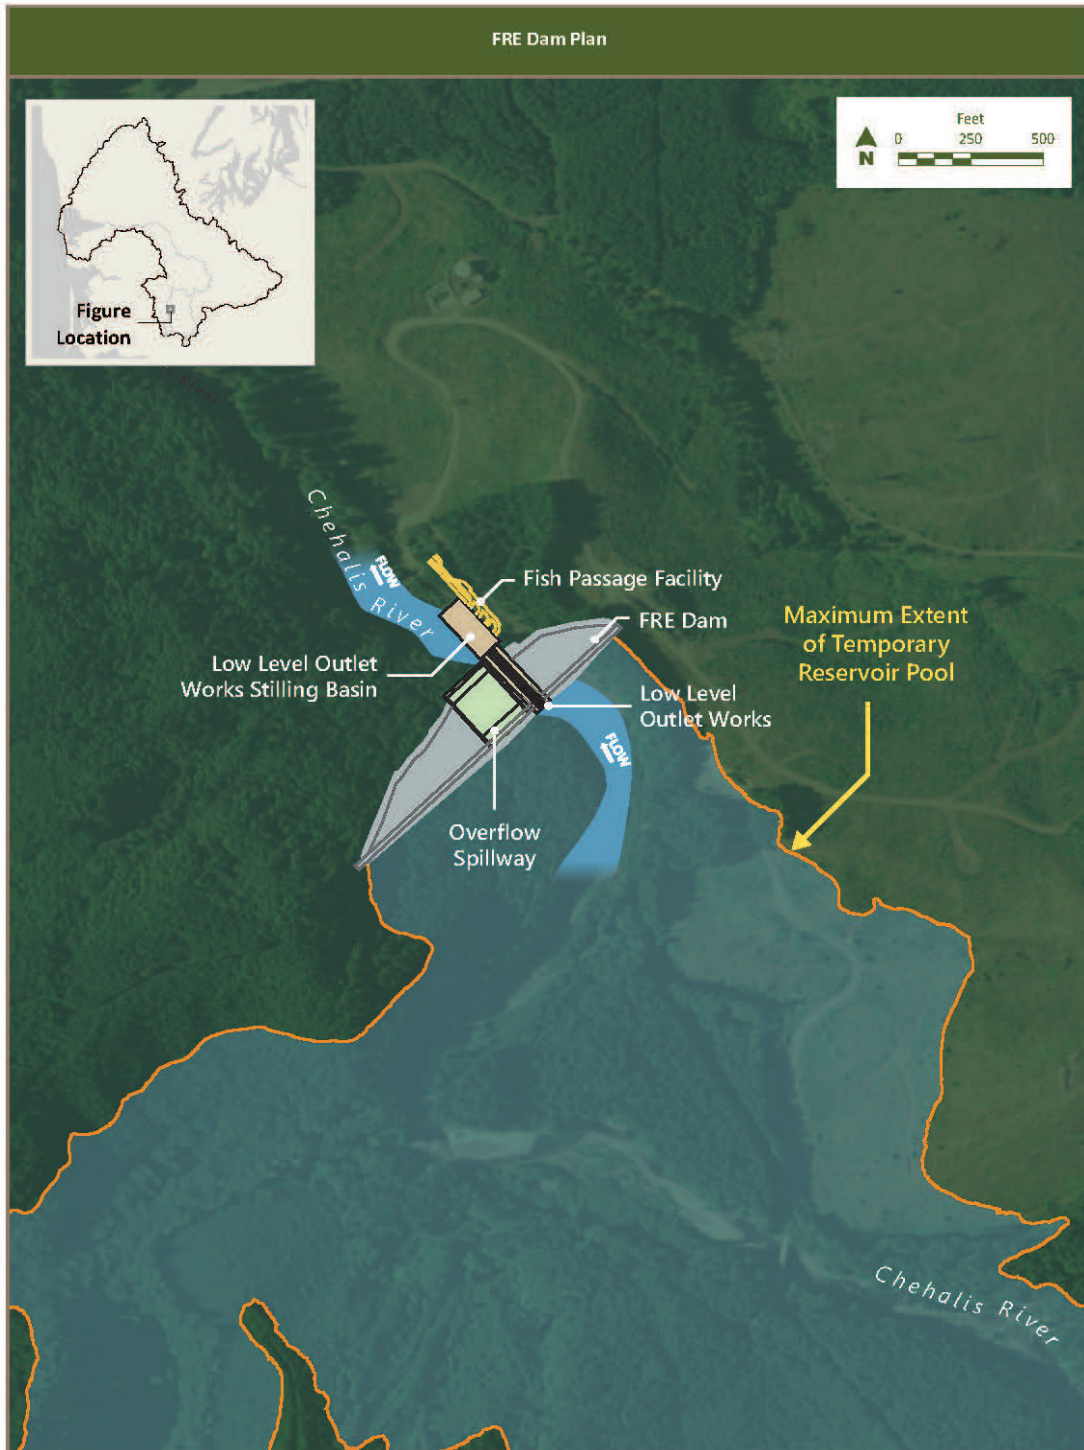 FRE Dam Plan
Feet
0 250 500
N
Figure
Location
River
Chehalis River
FLOW
Fish Passage Facility
FRE Dam
Maximum Extent
of Temporary
Reservoir Pool
Low Level Outlet
Works Stilling Basin
Low Level
Outlet Works
FLOW
Overflow
Spillway
Chehalis River